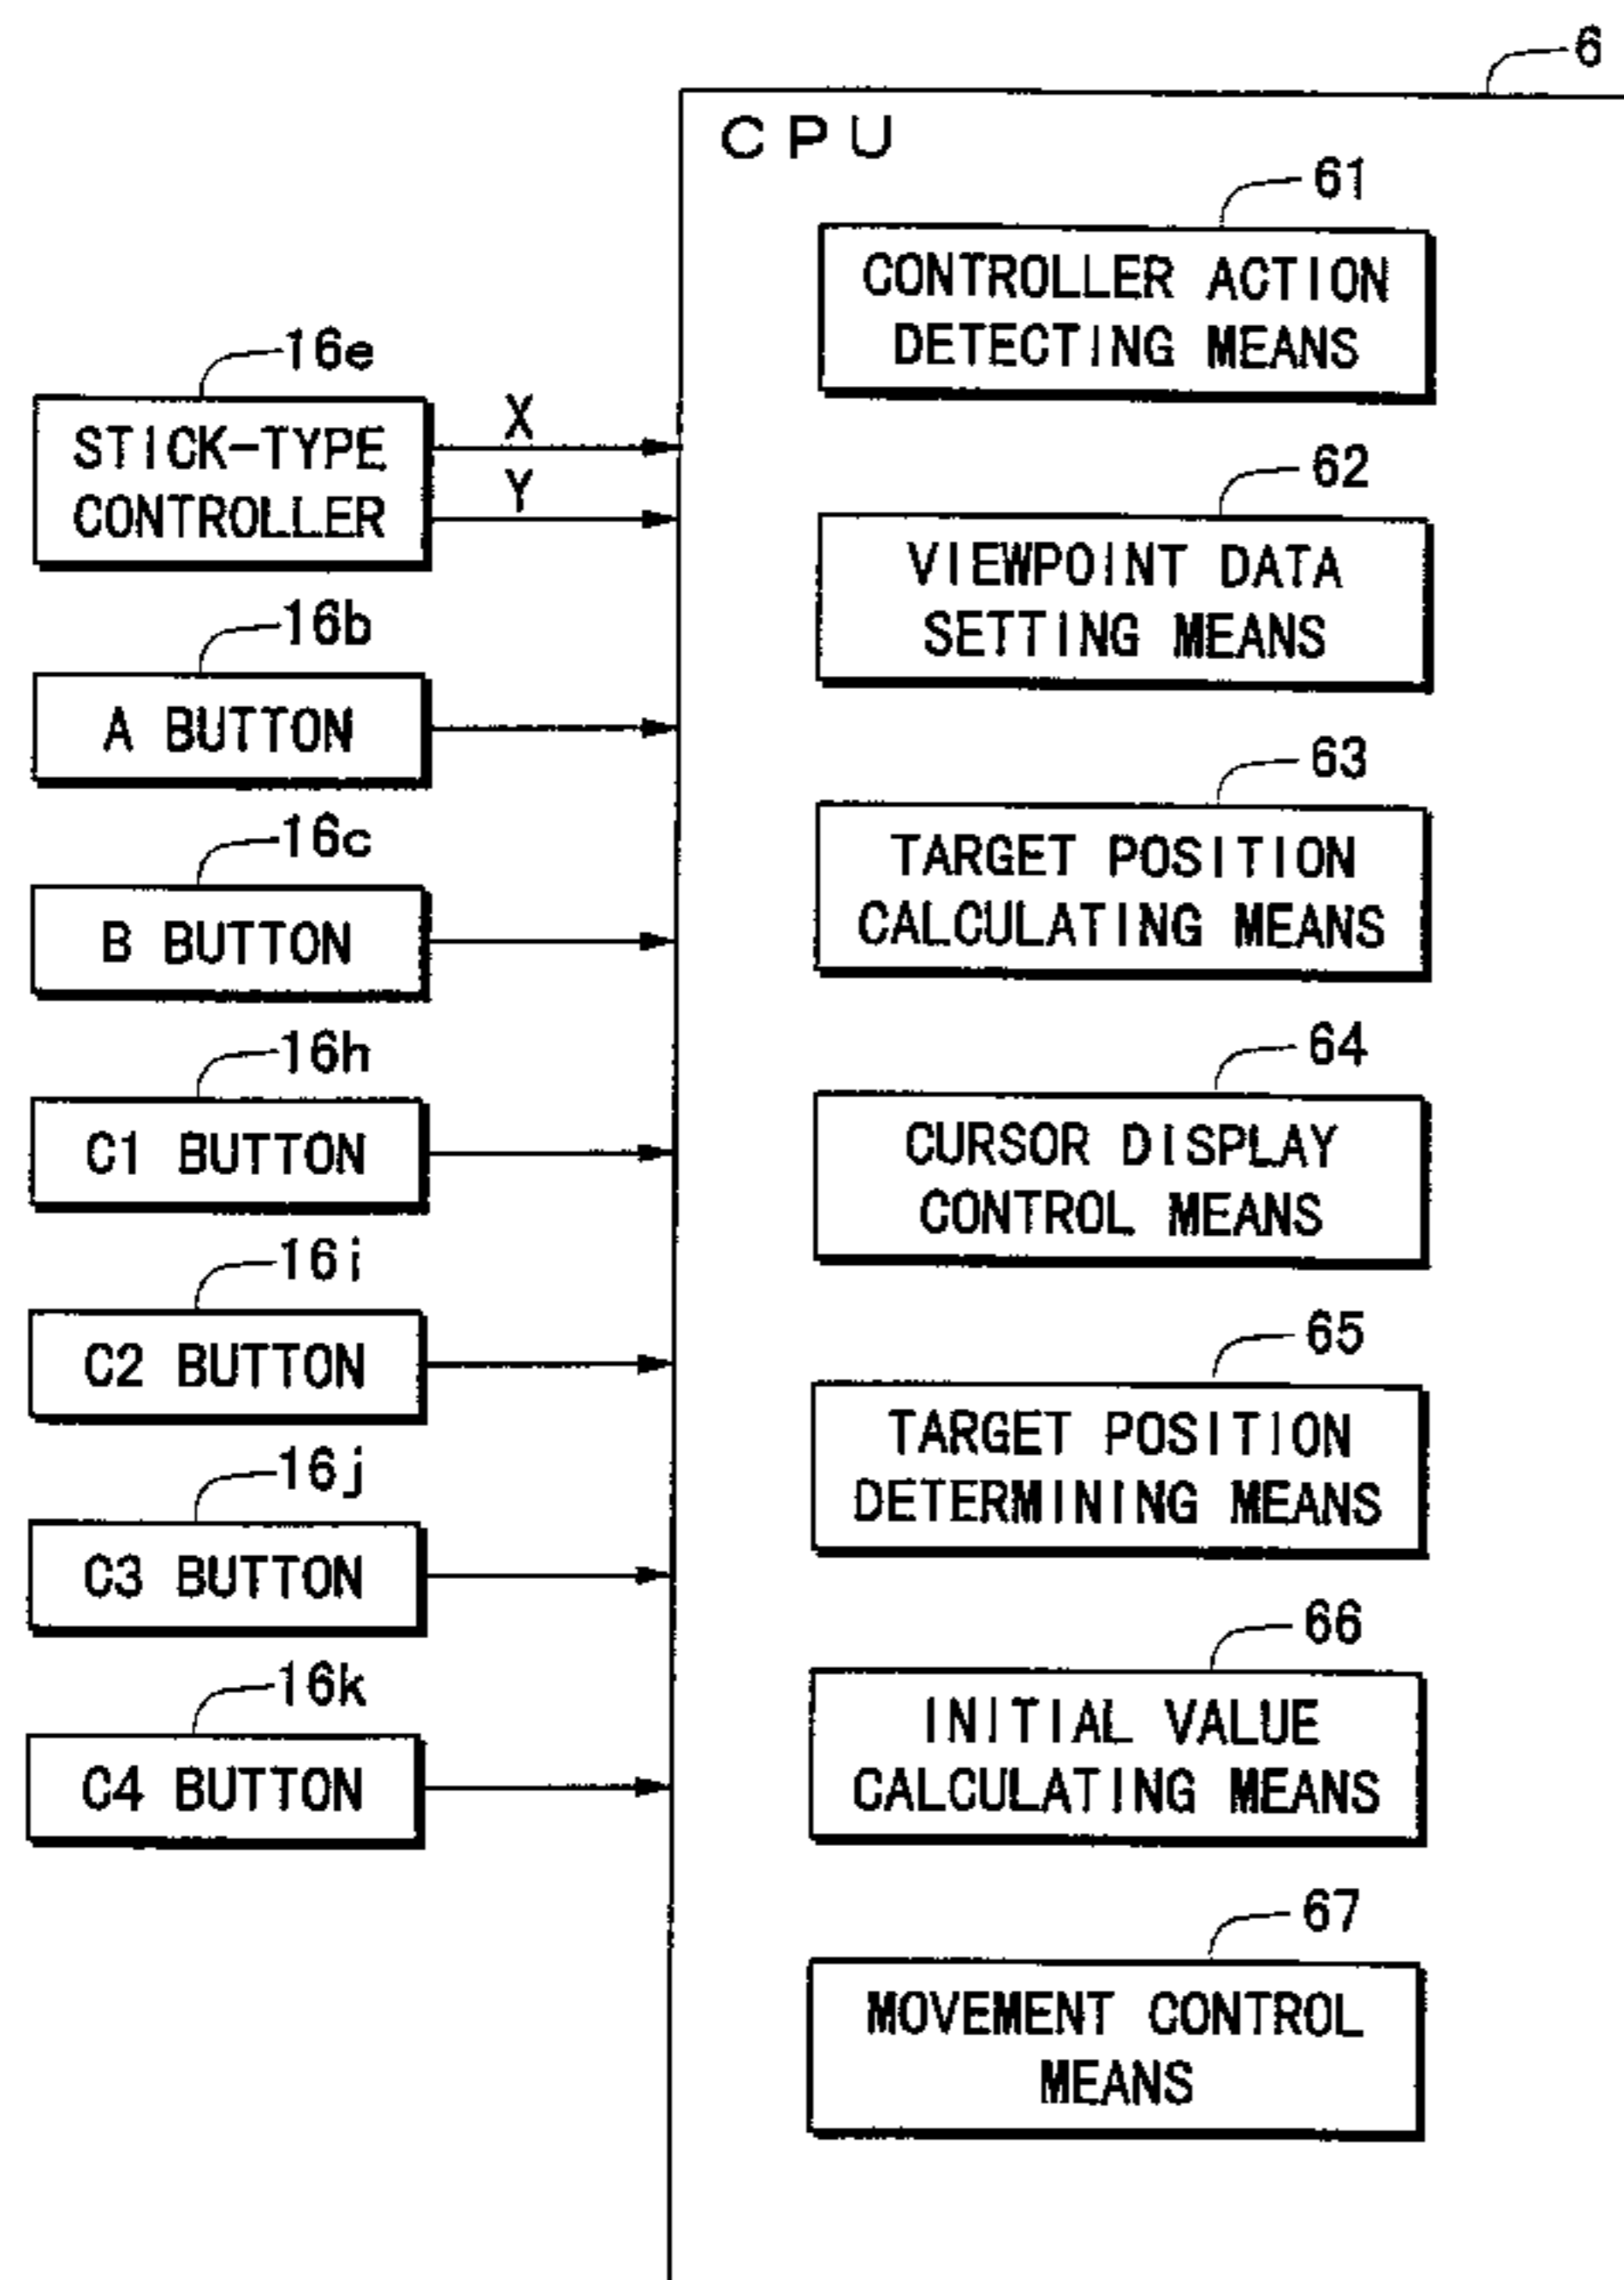 6
CPU
61
CONTROLLER ACTION
DETECTING MEANS
16e
STICK-TYPE
CONTROLLER
X
Y
62
VIEWPOINT DATA
SETTING MEANS
16b
A BUTTON
63
TARGET POSITION
CALCULATING MEANS
16c
B BUTTON
64
CURSOR DISPLAY
CONTROL MEANS
16h
C1 BUTTON
16i
C2 BUTTON
65
TARGET POSITION
DETERMINING MEANS
16j
C3 BUTTON
66
INITIAL VALUE
CALCULATING MEANS
16k
C4 BUTTON
67
MOVEMENT CONTROL
MEANS